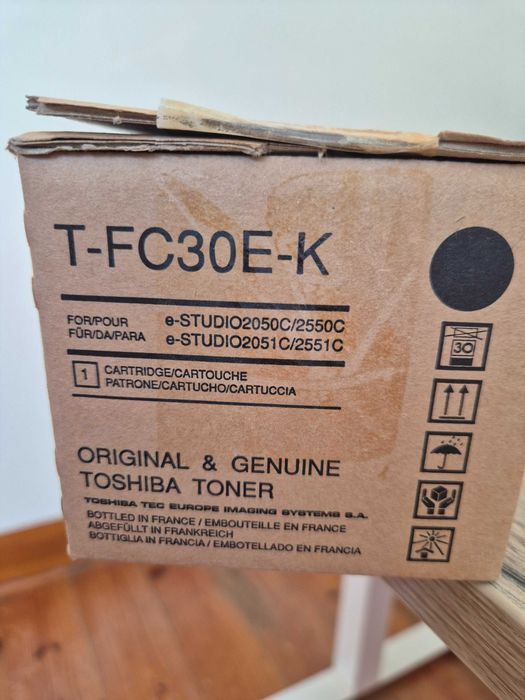 T-FC30E-K
FOR/POUR e-STUDIO2050C/2550C
FÜR/DA/PARA e-STUDIO2051C/2551C
1 CARTRIDGE/CARTOUCHE
PATRONE/CARTUCHO/CARTUCCIA
30
ORIGINAL & GENUINE
TOSHIBA TONER
TOSHIBA TEC EUROPE IMAGING SYSTEMS S.A.
BOTTLED IN FRANCE / EMBOUTEILLE EN FRANCE
ABGEFÜLLT IN FRANKREICH
BOTTIGLIA IN FRANCIA / EMBOTELLADO EN FRANCIA